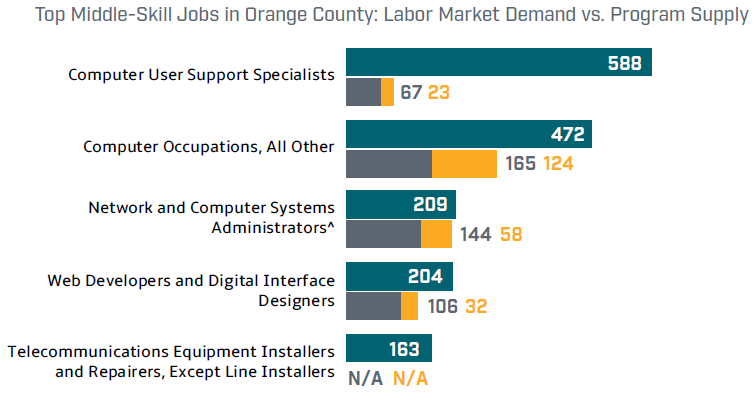 Top Middle-Skill Jobs in Orange County: Labor Market Demand vs. Program Supply
Computer User Support Specialists
588
67 23
Computer Occupations, All Other
472
165 124
Network and Computer Systems
Administrators^
209
144 58
Web Developers and Digital Interface
Designers
204
106 32
Telecommunications Equipment Installers
and Repairers, Except Line Installers
163
N/A N/A